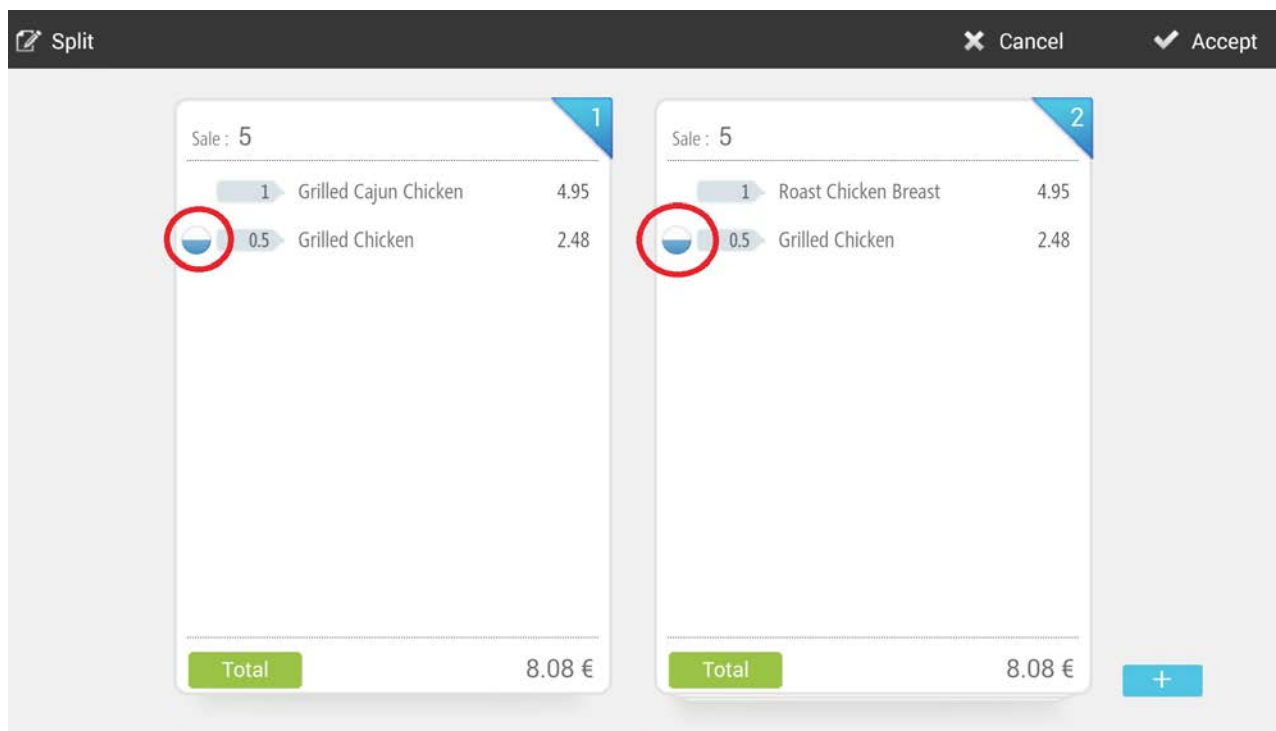 Split Cancel Accept
1
Sale : 5
1 Grilled Cajun Chicken 4.95
0.5 Grilled Chicken 2.48
Total 8.08 €
2
Sale : 5
1 Roast Chicken Breast 4.95
0.5 Grilled Chicken 2.48
Total 8.08 €
+